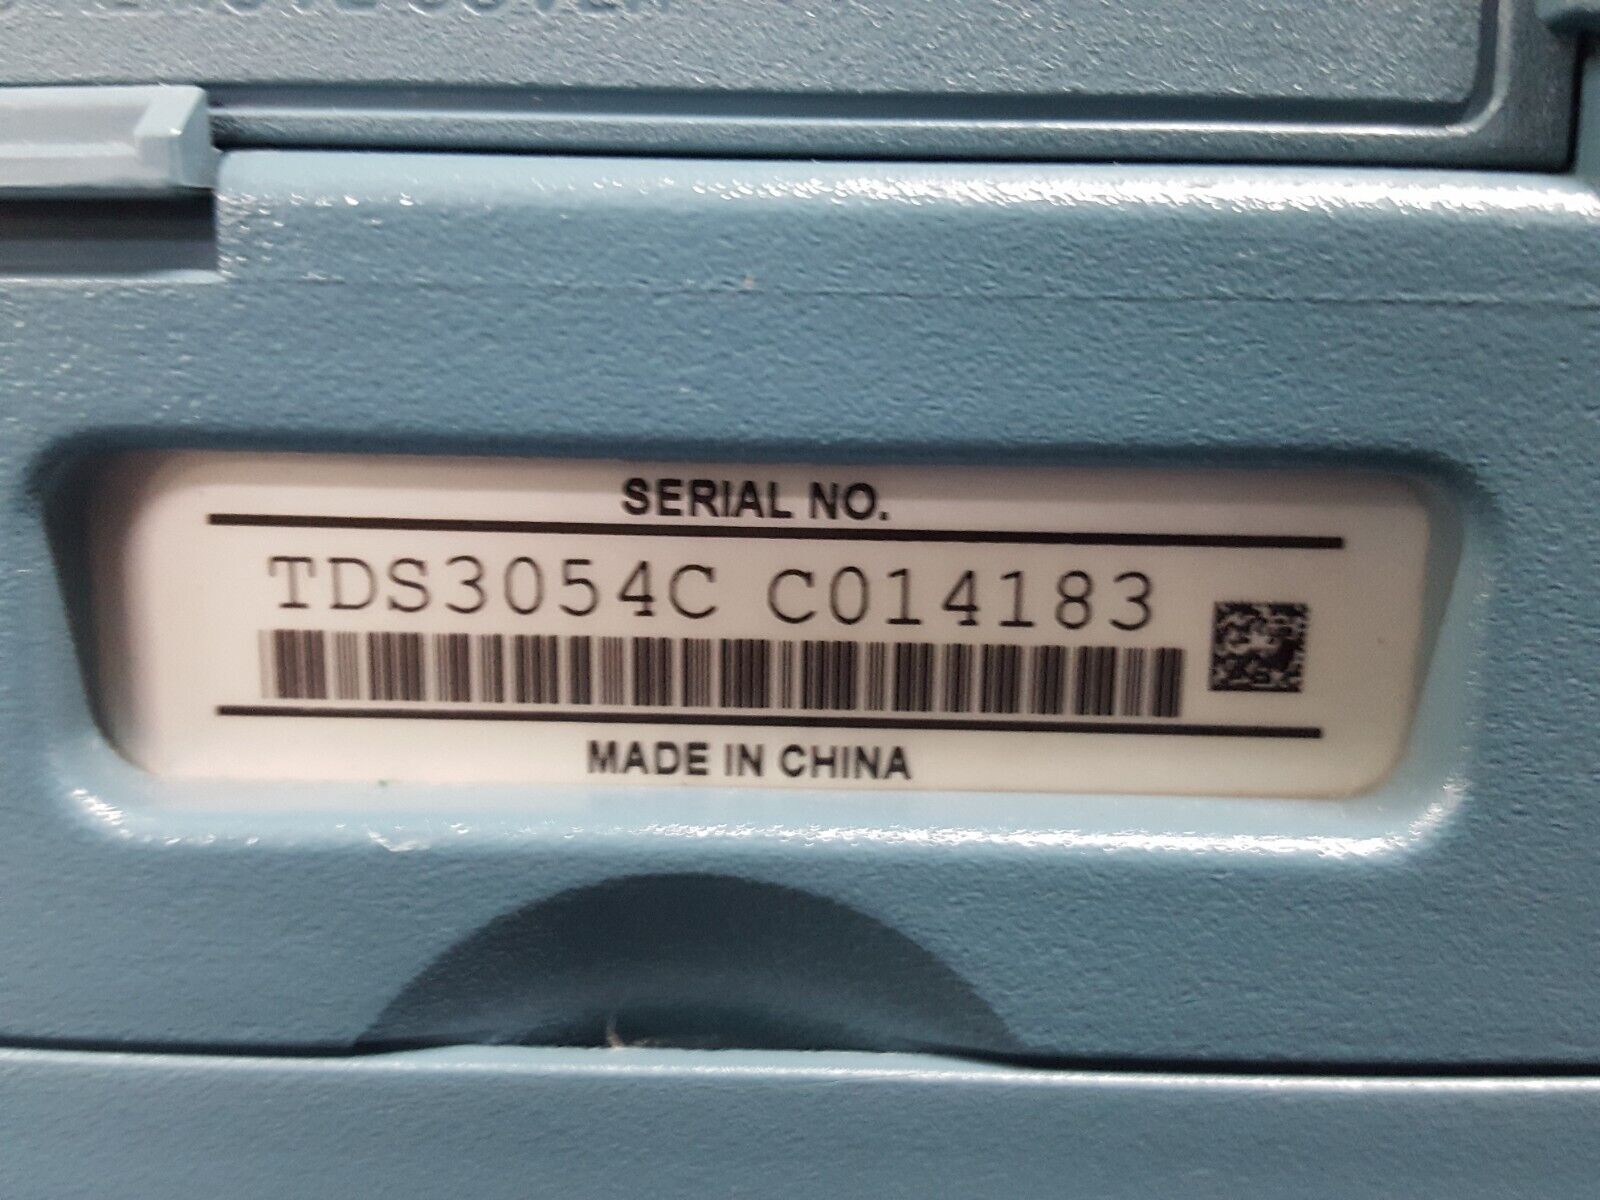 SERIAL NO.
TDS3054C C014183
MADE IN CHINA